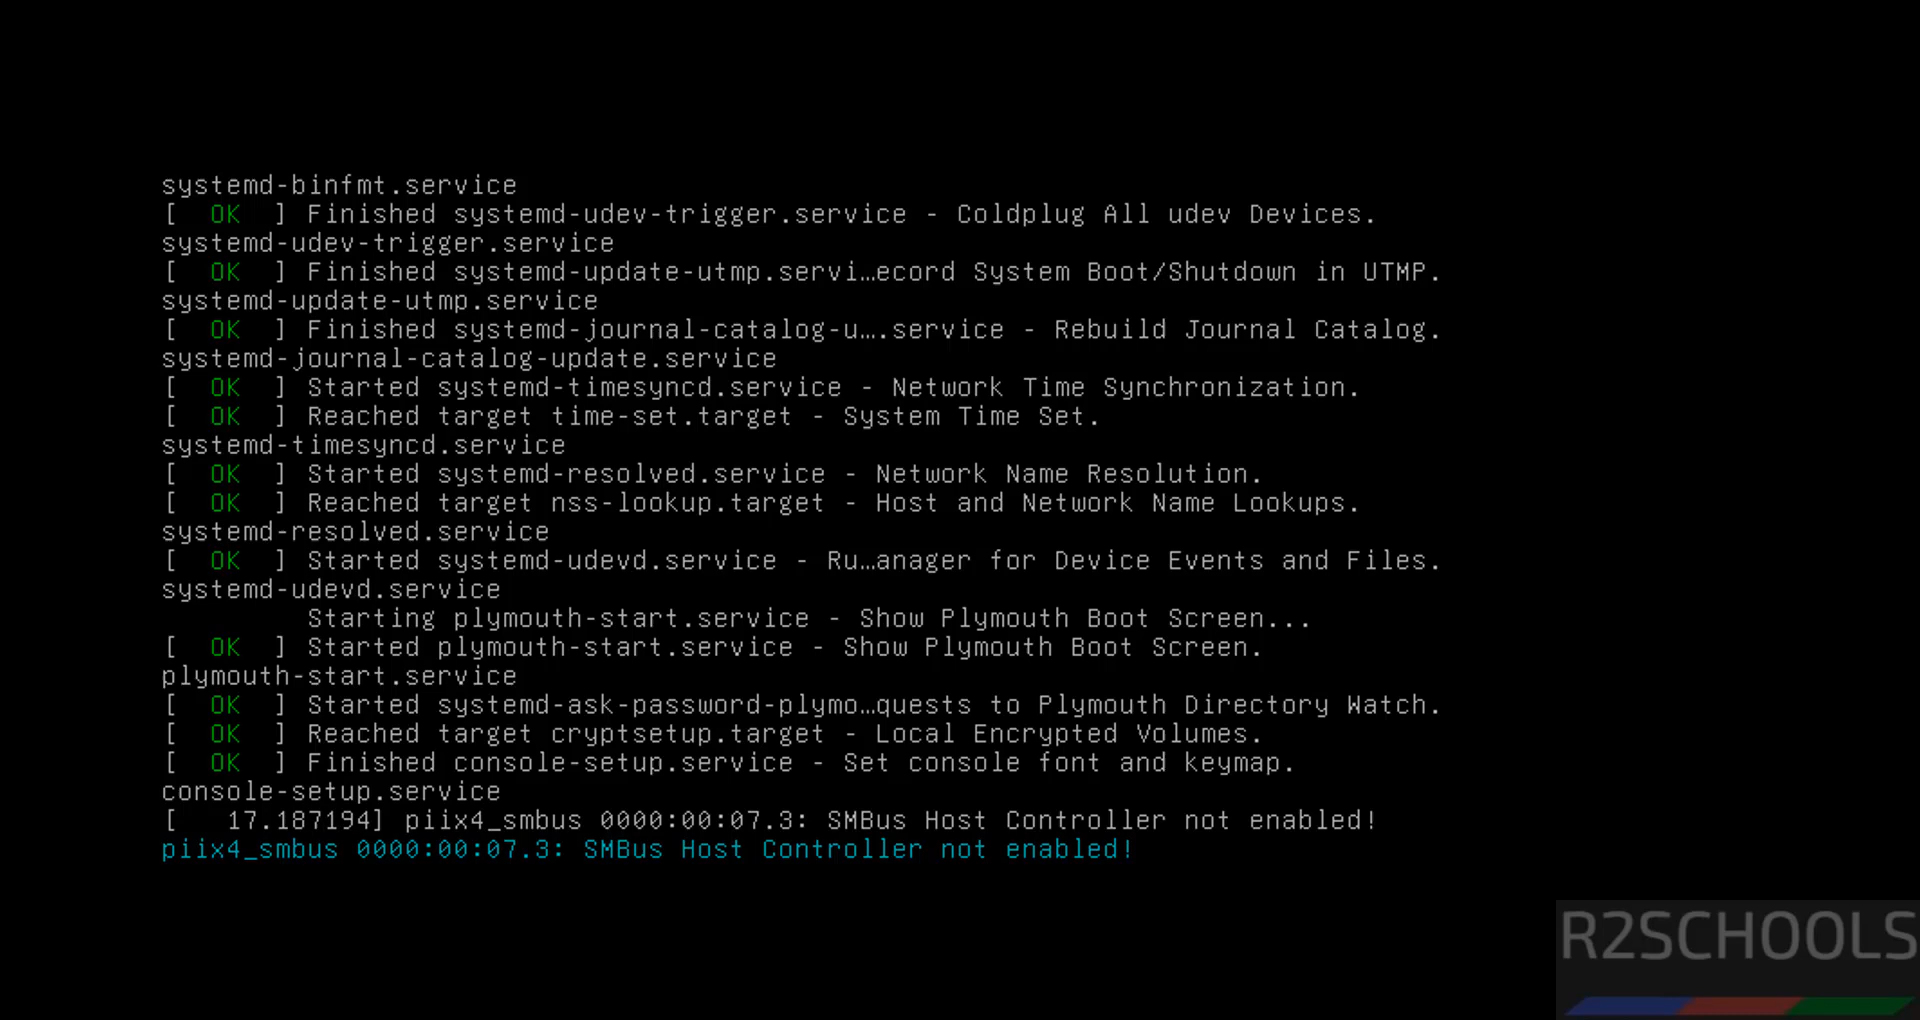 systemd-binfmt.service
[  OK  ] Finished systemd-udev-trigger.service - Coldplug All udev Devices.
systemd-udev-trigger.service
[  OK  ] Finished systemd-update-utmp.servi…ecord System Boot/Shutdown in UTMP.
systemd-update-utmp.service
[  OK  ] Finished systemd-journal-catalog-u….service - Rebuild Journal Catalog.
systemd-journal-catalog-update.service
[  OK  ] Started systemd-timesyncd.service - Network Time Synchronization.
[  OK  ] Reached target time-set.target - System Time Set.
systemd-timesyncd.service
[  OK  ] Started systemd-resolved.service - Network Name Resolution.
[  OK  ] Reached target nss-lookup.target - Host and Network Name Lookups.
systemd-resolved.service
[  OK  ] Started systemd-udevd.service - Ru…anager for Device Events and Files.
systemd-udevd.service
         Starting plymouth-start.service - Show Plymouth Boot Screen...
[  OK  ] Started plymouth-start.service - Show Plymouth Boot Screen.
plymouth-start.service
[  OK  ] Started systemd-ask-password-plymo…quests to Plymouth Directory Watch.
[  OK  ] Reached target cryptsetup.target - Local Encrypted Volumes.
[  OK  ] Finished console-setup.service - Set console font and keymap.
console-setup.service
[   17.187194] piix4_smbus 0000:00:07.3: SMBus Host Controller not enabled!
piix4_smbus 0000:00:07.3: SMBus Host Controller not enabled!
R2SCHOOLS